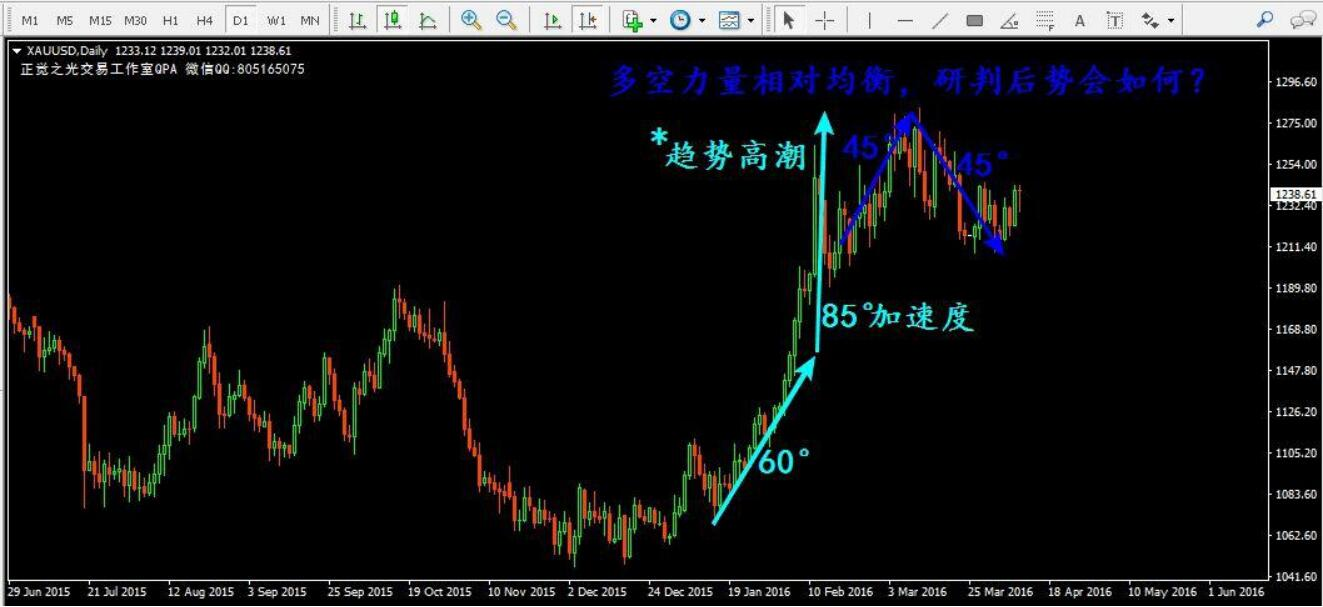 M1 M5 M15 M30 H1 H4 D1 W1 MN
A T
XAUUSD,Daily 1233.12 1239.01 1232.01 1238.61
正觉之光交易工作室QPA 微信QQ:805165075
多空力量相对均衡，研判后势会如何？
*趋势高潮
45°
45°
85°加速度
60°
1296.60
1275.00
1254.00
1238.61
1232.40
1211.40
1189.80
1168.80
1147.80
1126.20
1105.20
1083.60
1062.60
1041.60
29 Jun 2015 21 Jul 2015 12 Aug 2015 3 Sep 2015 25 Sep 2015 19 Oct 2015 10 Nov 2015 2 Dec 2015 24 Dec 2015 19 Jan 2016 10 Feb 2016 3 Mar 2016 25 Mar 2016 18 Apr 2016 10 May 2016 1 Jun 2016